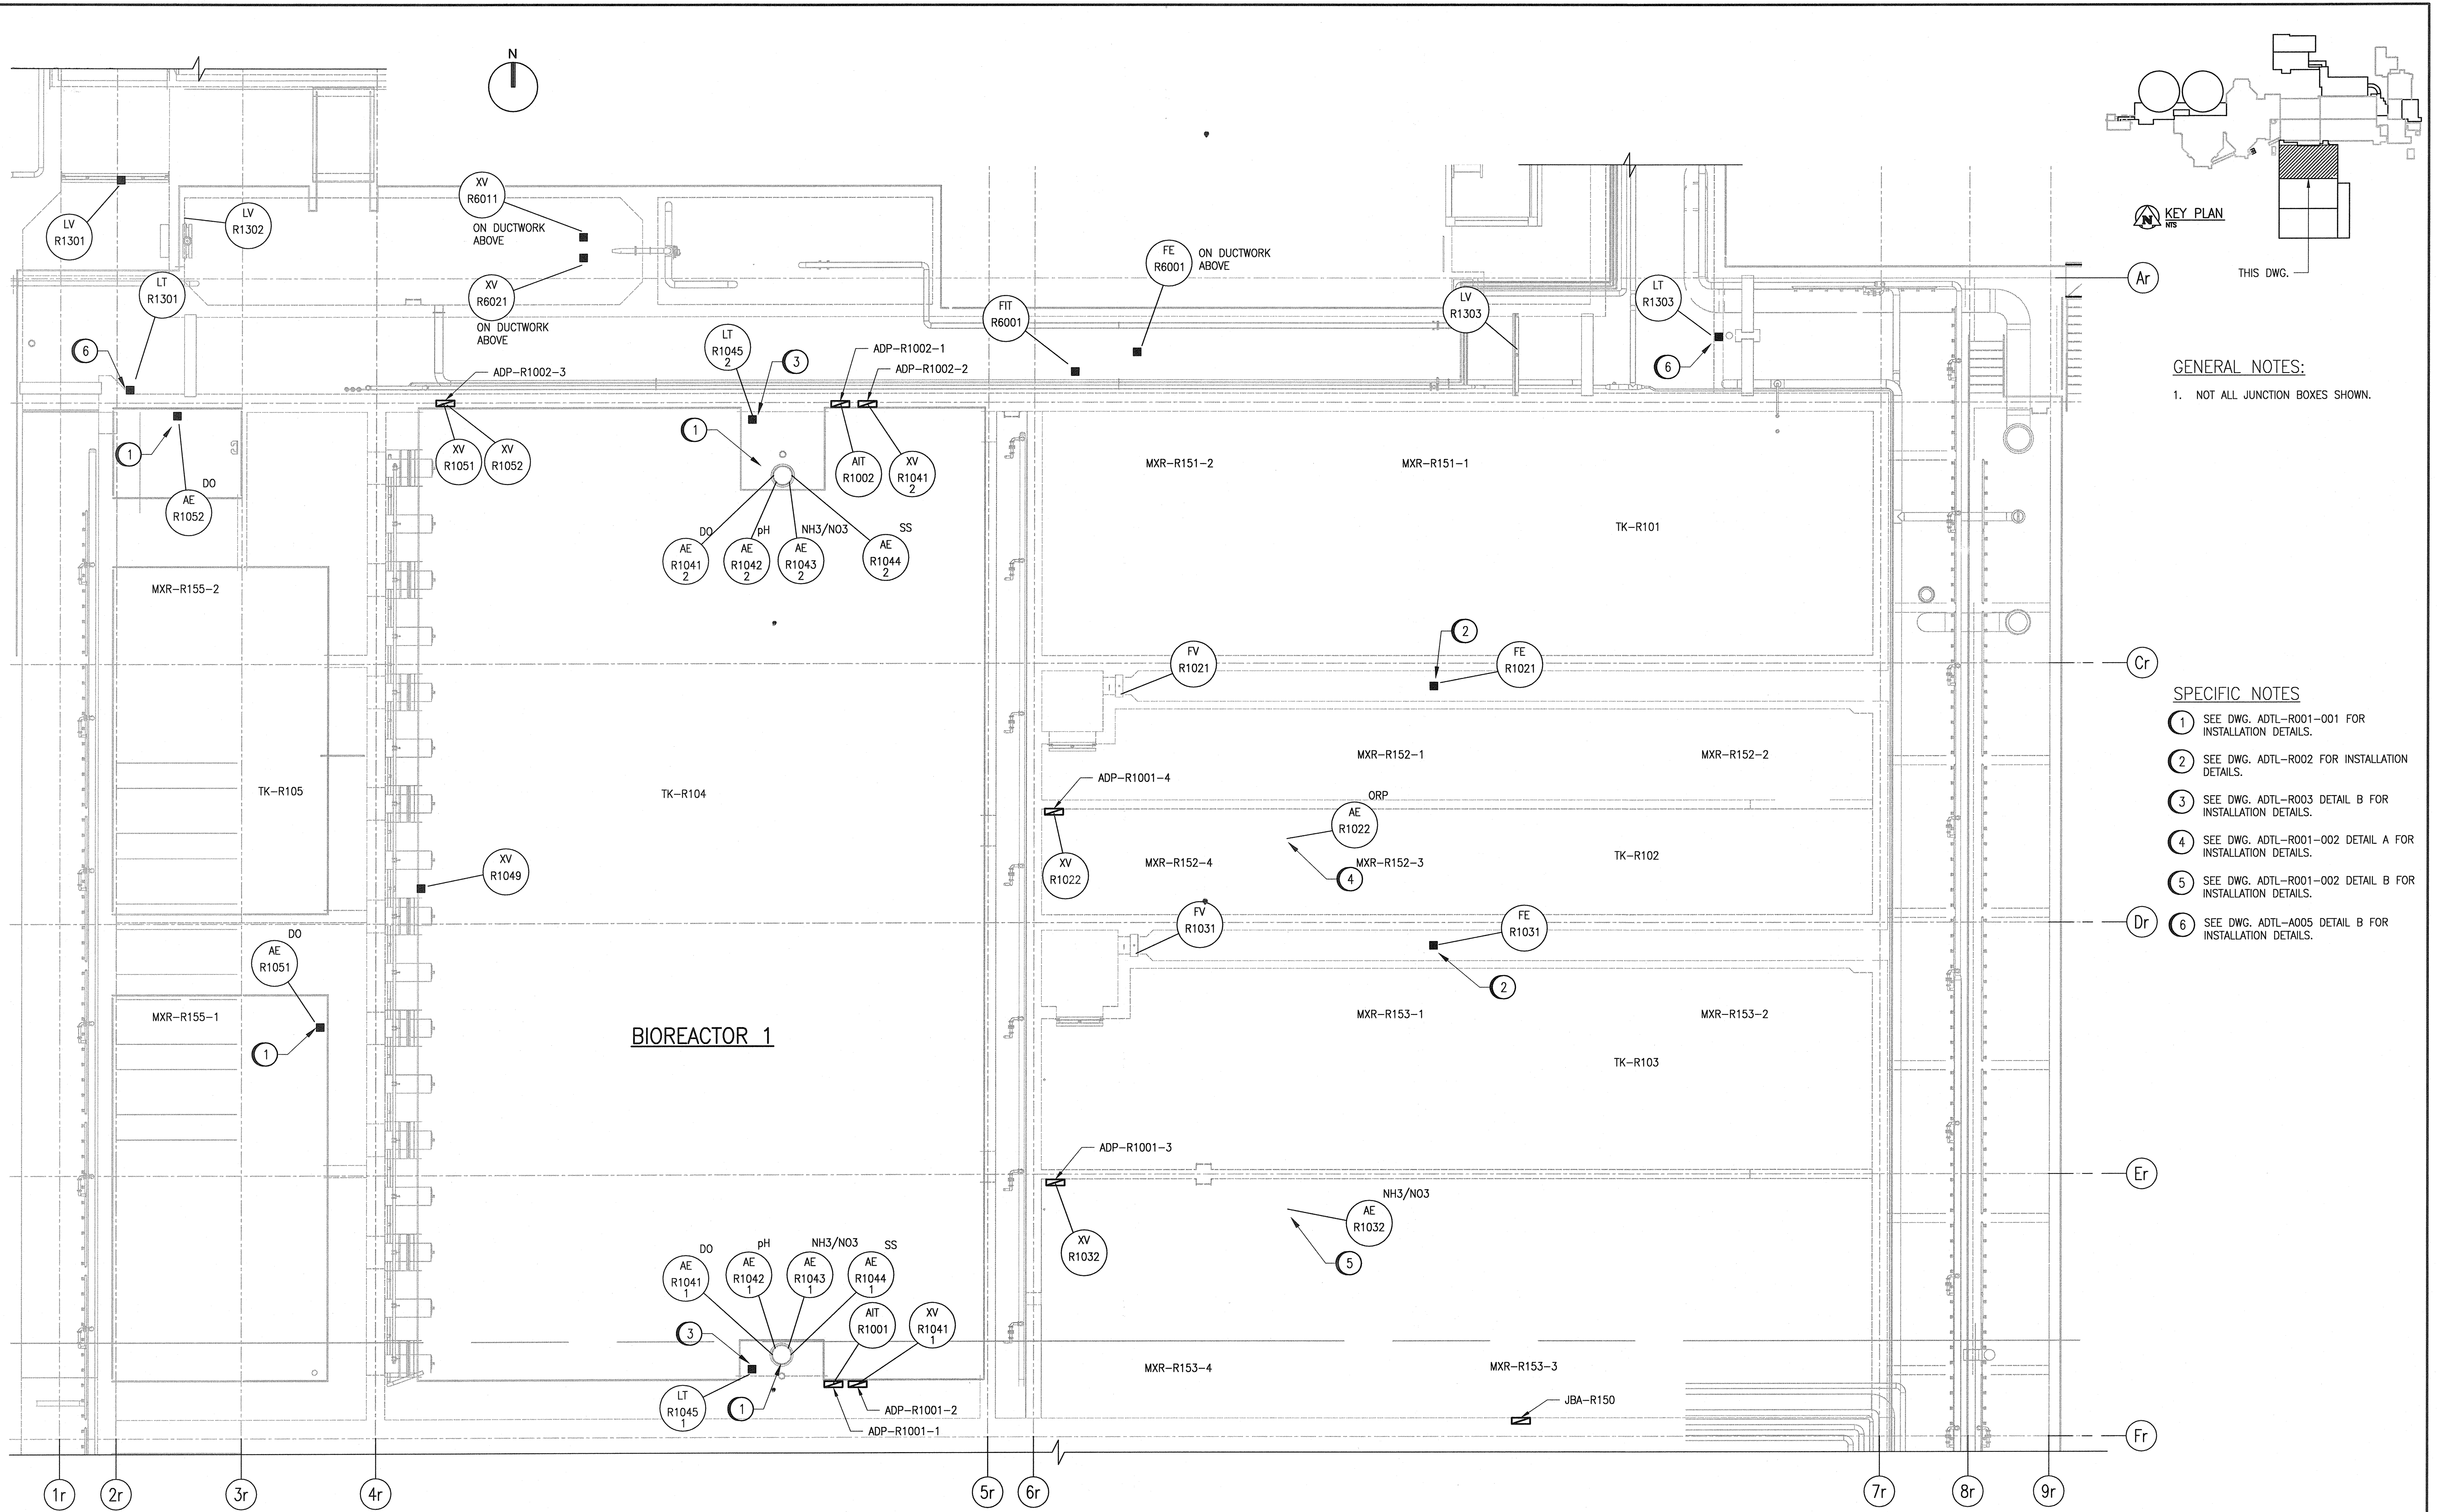 N
XV
R6011
ON DUCTWORK
ABOVE
LV
R1301
LV
R1302
LT
R1301
6
XV
R6021
ON DUCTWORK
ABOVE
FE
R6001
ON DUCTWORK
ABOVE
FIT
R6001
LV
R1303
LT
R1303
6
Ar
N
KEY PLAN
NTS
THIS DWG.
GENERAL NOTES:
1. NOT ALL JUNCTION BOXES SHOWN.
ADP-R1002-3
LT
R1045
2
3
ADP-R1002-1
ADP-R1002-2
1
XV
R1051
XV
R1052
1
AIT
R1002
XV
R1041
2
DO
AE
R1052
DO
AE
R1041
2
pH
AE
R1042
2
NH3/NO3
AE
R1043
2
SS
AE
R1044
2
MXR-R151-2
MXR-R151-1
TK-R101
MXR-R155-2
FV
R1021
2
FE
R1021
Cr
TK-R105
TK-R104
MXR-R152-1
MXR-R152-2
ADP-R1001-4
ORP
AE
R1022
XV
R1022
MXR-R152-4
MXR-R152-3
4
TK-R102
XV
R1049
FV
R1031
FE
R1031
2
Dr
SPECIFIC NOTES
1 SEE DWG. ADTL-R001-001 FOR
INSTALLATION DETAILS.
2 SEE DWG. ADTL-R002 FOR INSTALLATION
DETAILS.
3 SEE DWG. ADTL-R003 DETAIL B FOR
INSTALLATION DETAILS.
4 SEE DWG. ADTL-R001-002 DETAIL A FOR
INSTALLATION DETAILS.
5 SEE DWG. ADTL-R001-002 DETAIL B FOR
INSTALLATION DETAILS.
6 SEE DWG. ADTL-A005 DETAIL B FOR
INSTALLATION DETAILS.
DO
AE
R1051
MXR-R155-1
1
BIOREACTOR 1
MXR-R153-1
MXR-R153-2
TK-R103
ADP-R1001-3
Er
XV
R1032
NH3/NO3
AE
R1032
5
DO
AE
R1041
1
pH
AE
R1042
1
NH3/NO3
AE
R1043
1
SS
AE
R1044
1
AIT
R1001
XV
R1041
1
3
LT
R1045
1
1
ADP-R1001-2
ADP-R1001-1
MXR-R153-4
MXR-R153-3
JBA-R150
Fr
1r
2r
3r
4r
5r
6r
7r
8r
9r